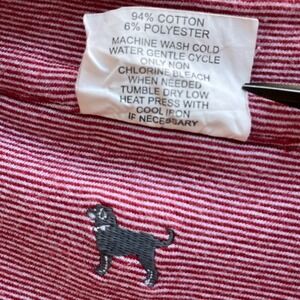 94% COTTON
6% POLYESTER
MACHINE WASH COLD
WATER GENTLE CYCLE
ONLY NON
CHLORINE BLEACH
WHEN NEEDED
TUMBLE DRY LOW
HEAT PRESS WITH
COOL IRON
IF NECESSARY